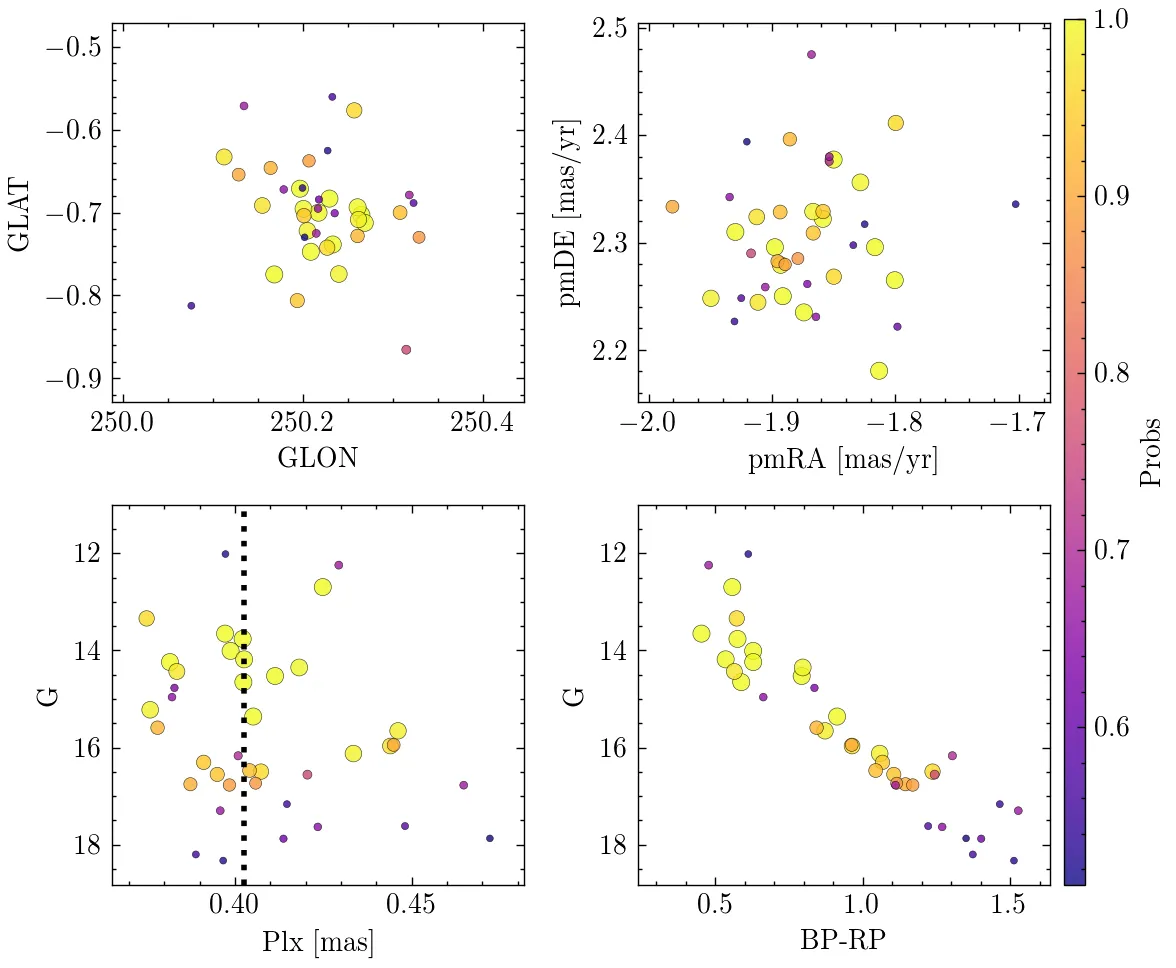 −0.5
−0.6
−0.7
−0.8
−0.9
GLAT
250.0 250.2 250.4
GLON
2.5
2.4
2.3
2.2
pmDE [mas/yr]
−2.0 −1.9 −1.8 −1.7
pmRA [mas/yr]
12
14
16
18
G
0.40 0.45
Plx [mas]
12
14
16
18
G
0.5 1.0 1.5
BP-RP
1.0
0.9
0.8
0.7
0.6
Probs